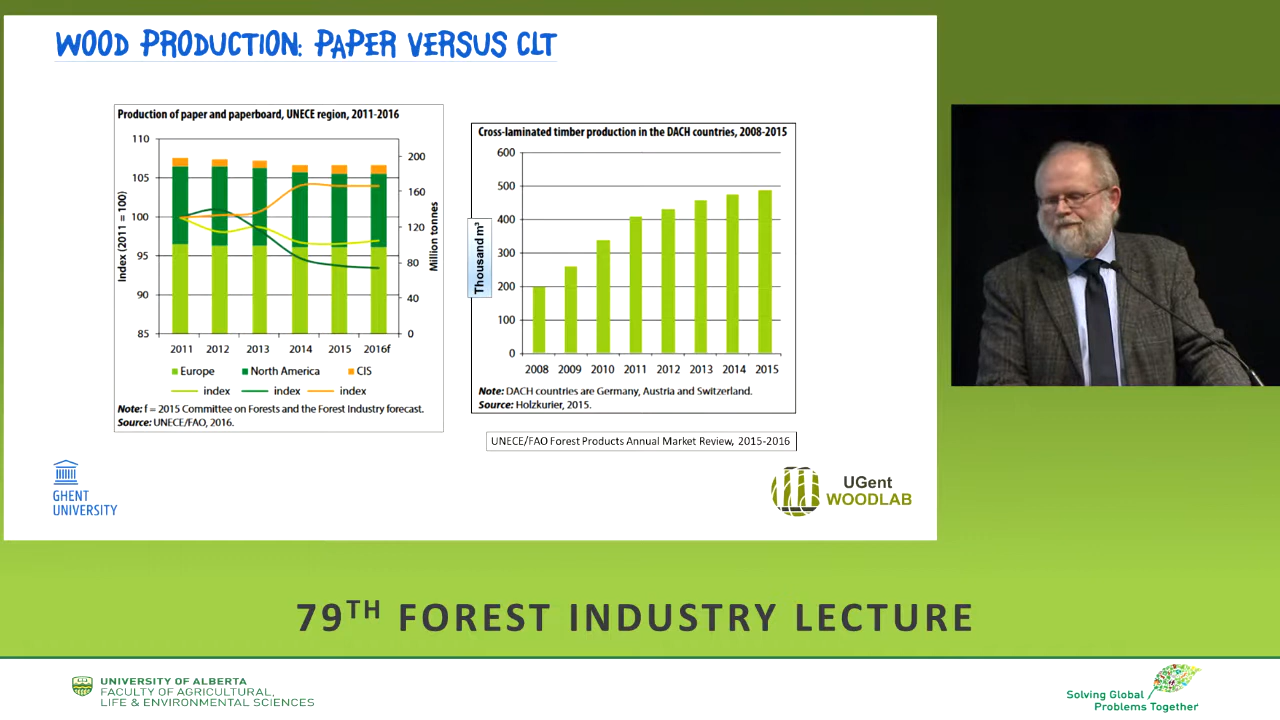 WOOD PRODUCTION: PAPER VERSUS CLT
Production of paper and paperboard, UNECE region, 2011-2016
110
105
100
95
90
85
Index (2011 = 100)
200
160
120
80
40
0
Million tonnes
2011 2012 2013 2014 2015 2016f
Europe North America CIS
index index index
Note: f = 2015 Committee on Forests and the Forest Industry forecast.
Source: UNECE/FAO, 2016.
Cross-laminated timber production in the DACH countries, 2008-2015
600
500
400
300
200
100
0
Thousand m³
2008 2009 2010 2011 2012 2013 2014 2015
Note: DACH countries are Germany, Austria and Switzerland.
Source: Holzkurier, 2015.
UNECE/FAO Forest Products Annual Market Review, 2015-2016
GHENT
UNIVERSITY
UGent
WOODLAB
79TH FOREST INDUSTRY LECTURE
UNIVERSITY OF ALBERTA
FACULTY OF AGRICULTURAL,
LIFE & ENVIRONMENTAL SCIENCES
Solving Global
Problems Together